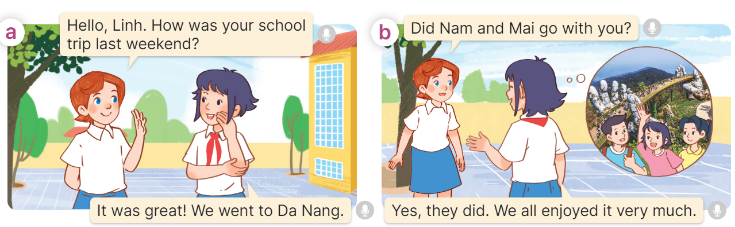 a
Hello, Linh. How was your school
trip last weekend?
It was great! We went to Da Nang.
b
Did Nam and Mai go with you?
Yes, they did. We all enjoyed it very much.